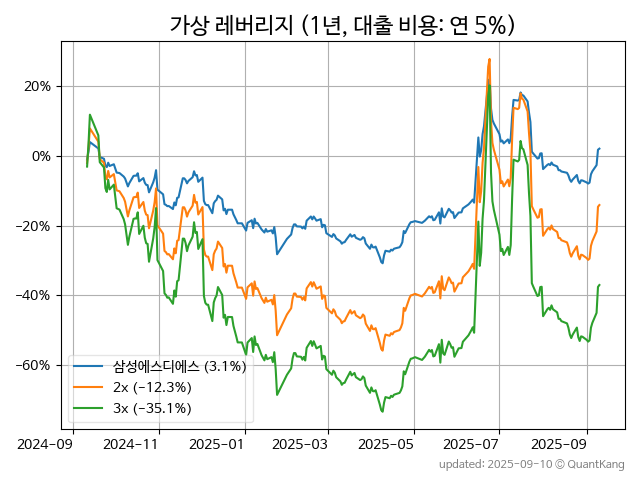 가상 레버리지 (1년, 대출 비용: 연 5%)
20%
0%
−20%
−40%
−60%
삼성에스디에스 (3.1%)
2x (−12.3%)
3x (−35.1%)
2024−09 2024−11 2025−01 2025−03 2025−05 2025−07 2025−09
updated: 2025−09−10 © QuantKang